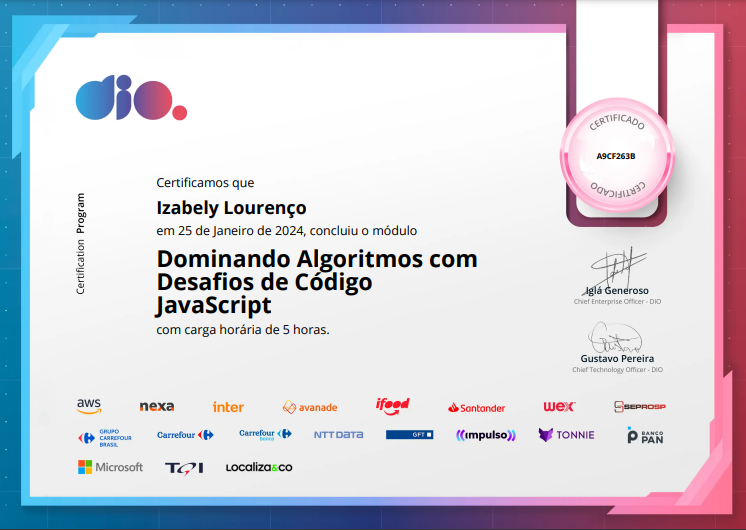 dio.
CERTIFICADO
A9CF263B
CERTIFICADO
Certification Program
Certificamos que
Izabely Lourenço
em 25 de Janeiro de 2024, concluiu o módulo
Dominando Algoritmos com
Desafios de Código
JavaScript
com carga horária de 5 horas.
Iglá Generoso
Chief Enterprise Officer - DIO
Gustavo Pereira
Chief Technology Officer - DIO
aws nexa inter avanade ifood Santander wex SEPROSP
GRUPO
CARREFOUR
BRASIL
Carrefour
Carrefour
banco
NTT DATA
GFT
impulso
TONNIE
BANCO
PAN
Microsoft TQI Localiza&co